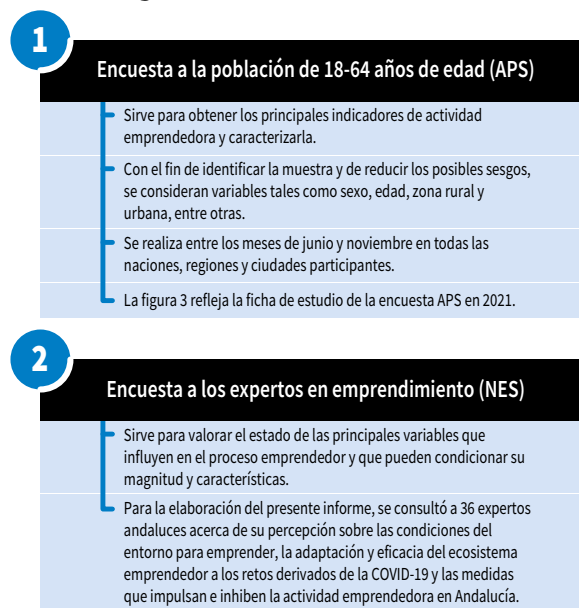 1
Encuesta a la población de 18-64 años de edad (APS)
Sirve para obtener los principales indicadores de actividad
emprendedora y caracterizarla.
Con el fin de identificar la muestra y de reducir los posibles sesgos,
se consideran variables tales como sexo, edad, zona rural y
urbana, entre otras.
Se realiza entre los meses de junio y noviembre en todas las
naciones, regiones y ciudades participantes.
La figura 3 refleja la ficha de estudio de la encuesta APS en 2021.
2
Encuesta a los expertos en emprendimiento (NES)
Sirve para valorar el estado de las principales variables que
influyen en el proceso emprendedor y que pueden condicionar su
magnitud y características.
Para la elaboración del presente informe, se consultó a 36 expertos
andaluces acerca de su percepción sobre las condiciones del
entorno para emprender, la adaptación y eficacia del ecosistema
emprendedor a los retos derivados de la COVID-19 y las medidas
que impulsan e inhiben la actividad emprendedora en Andalucía.